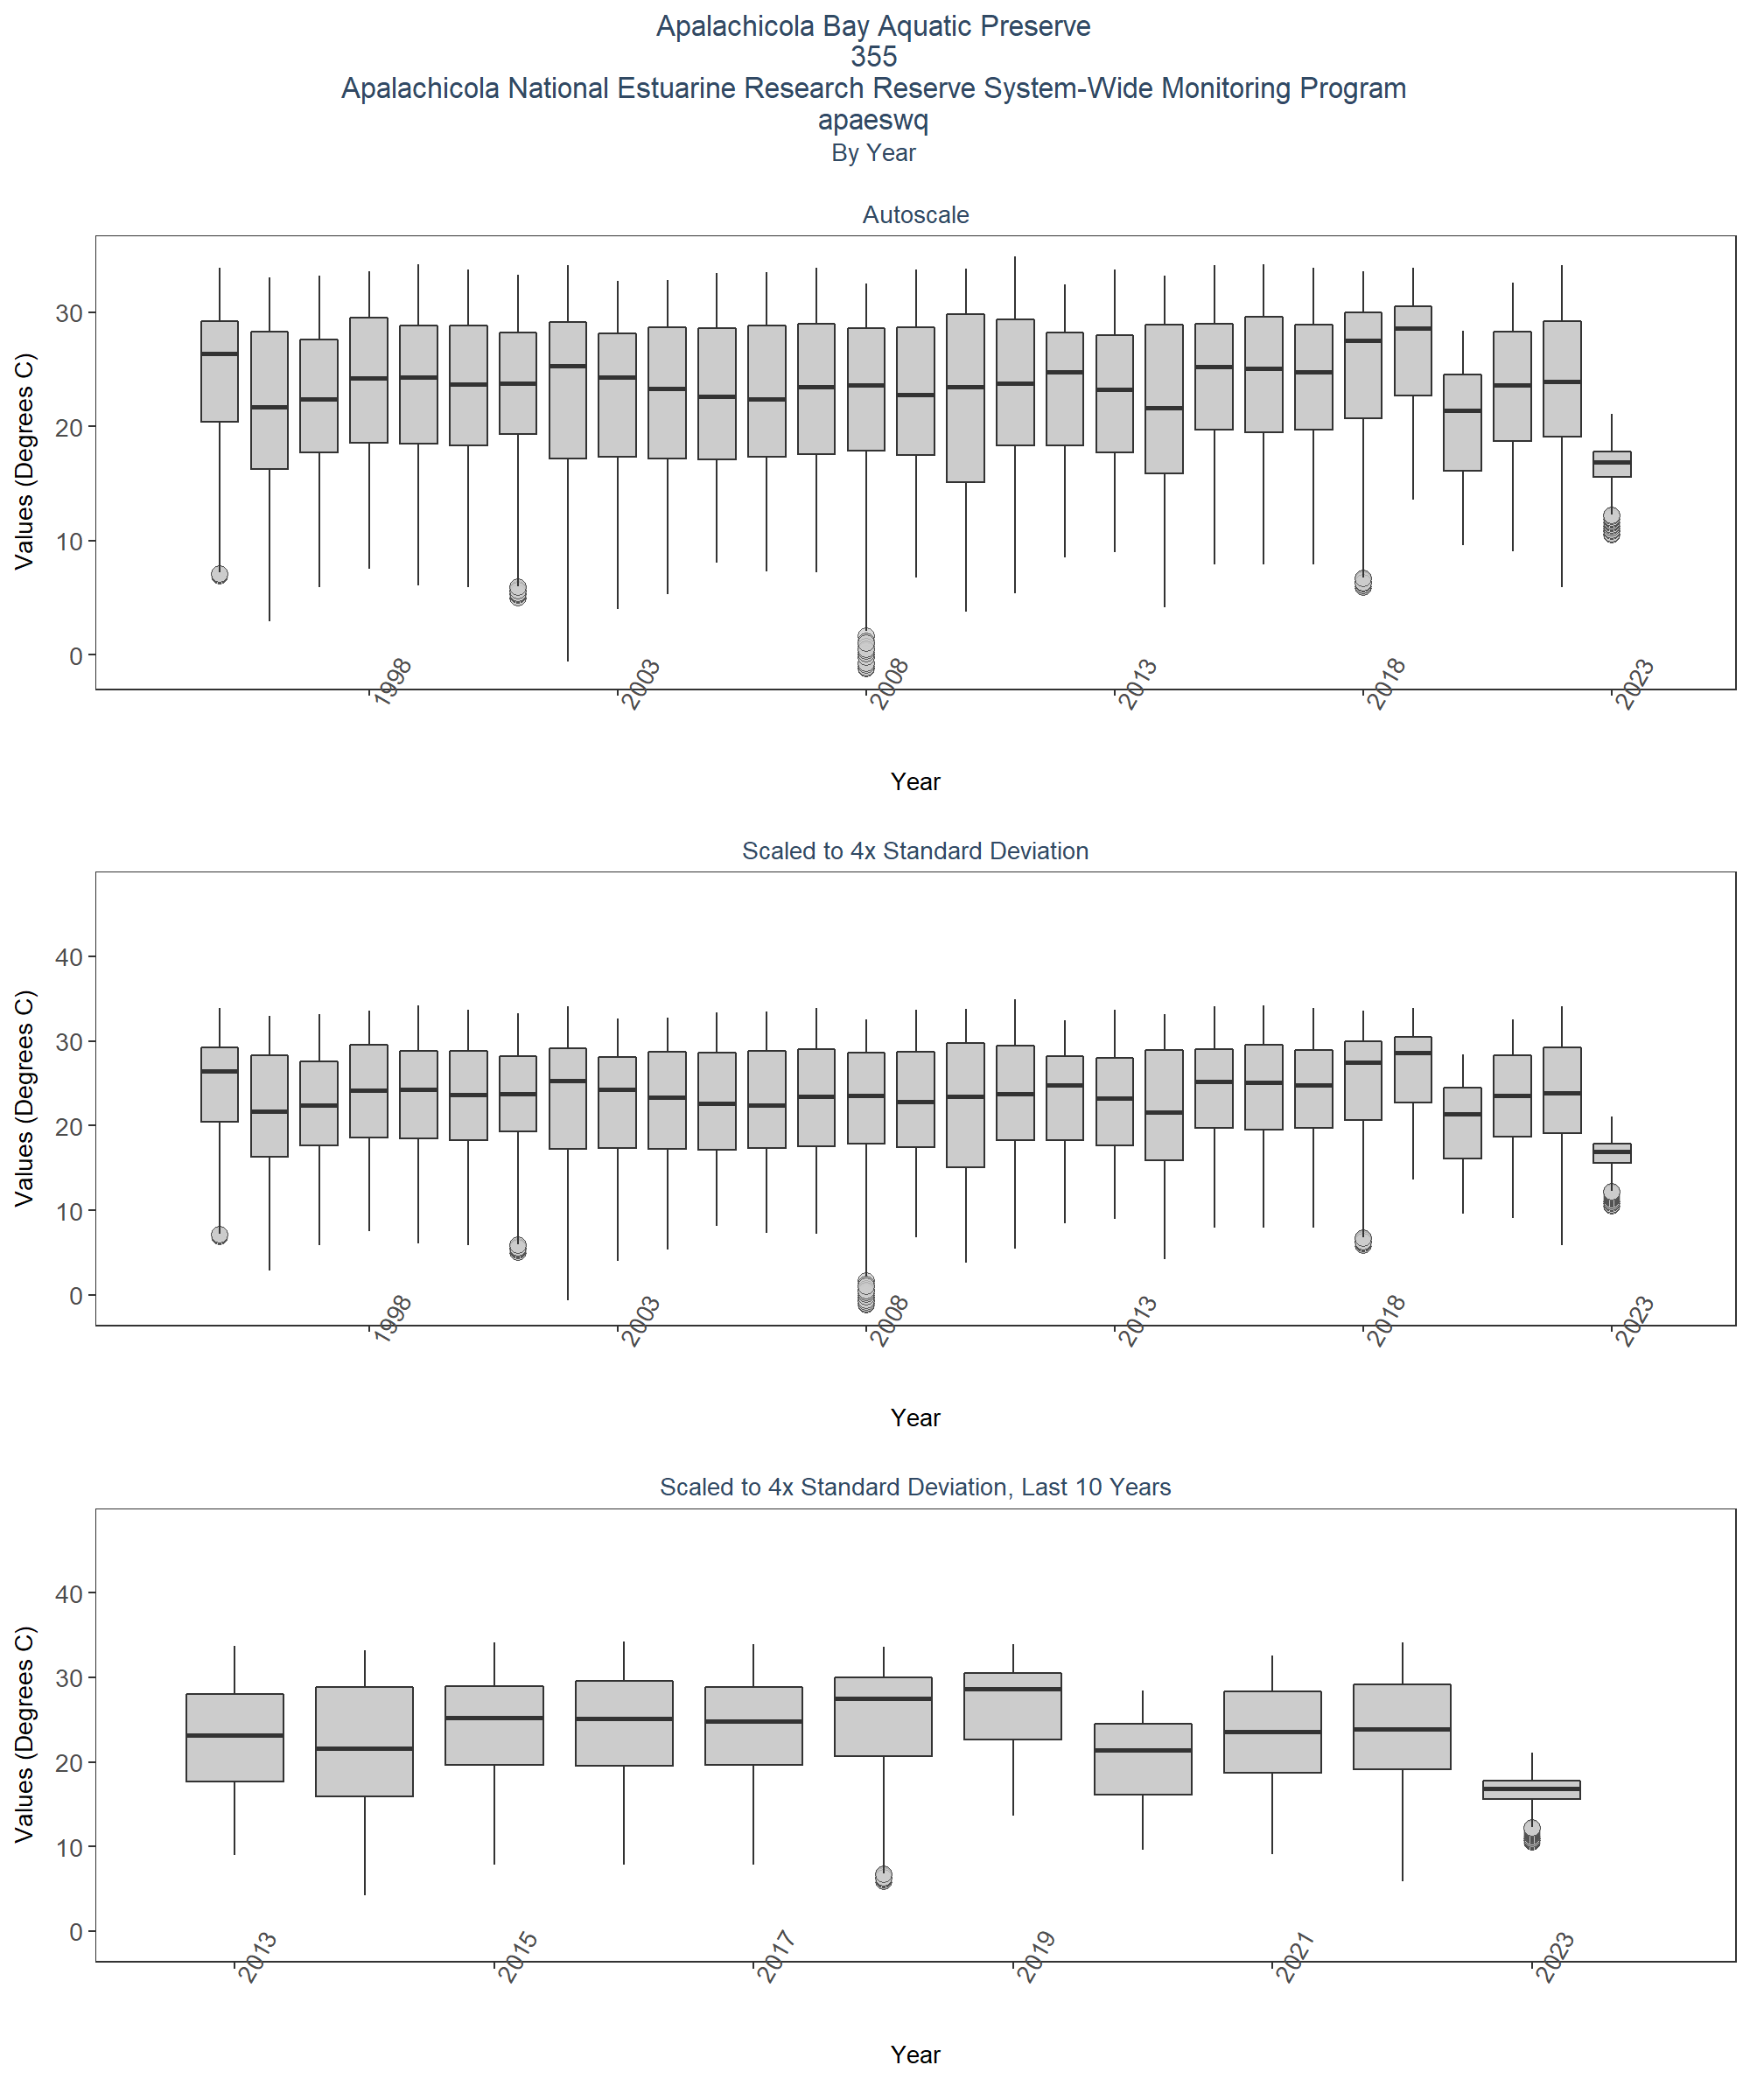 Apalachicola Bay Aquatic Preserve
355
Apalachicola National Estuarine Research Reserve System-Wide Monitoring Program
apaeswq
By Year
Autoscale
Values (Degrees C)
30
20
10
0
1998 2003 2008 2013 2018 2023
Year
Scaled to 4x Standard Deviation
Values (Degrees C)
40
30
20
10
0
1998 2003 2008 2013 2018 2023
Year
Scaled to 4x Standard Deviation, Last 10 Years
Values (Degrees C)
40
30
20
10
0
2013 2015 2017 2019 2021 2023
Year